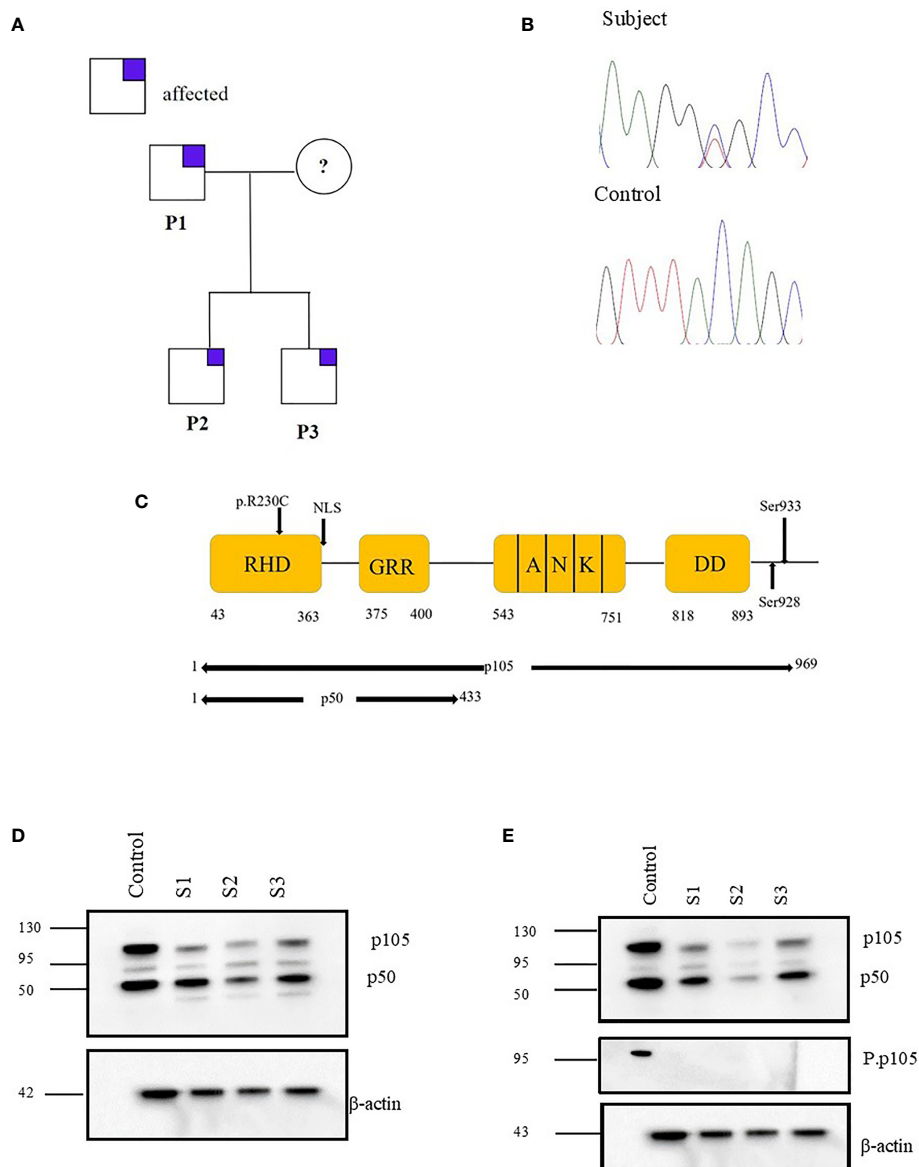 A
affected
?
P1
P2
P3
B
Subject
Control
C
p.R230C
NLS
Ser933
RHD
GRR
A N K
DD
Ser928
43 363 375 400 543 751 818 893
1 p105 969
1 p50 433
D
Control S1 S2 S3
130
p105
95
p50
50
42
β-actin
E
Control S1 S2 S3
130
p105
95
p50
50
95
P.p105
43
β-actin